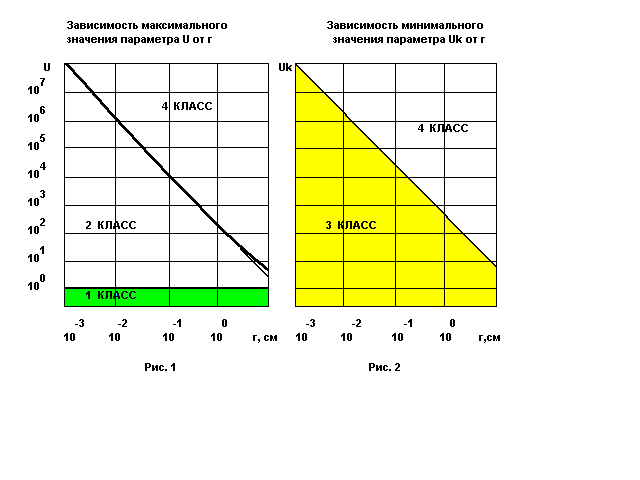 Зависимость максимального
значения параметра U от r
Зависимость минимального
значения параметра Uk от r
U
10 7
10 6
10 5
10 4
10 3
10 2
10 1
10 0
4 КЛАСС
2 КЛАСС
1 КЛАСС
-3 -2 -1 0
10 10 10 10 r, см
Рис. 1
Uk
4 КЛАСС
3 КЛАСС
-3 -2 -1 0
10 10 10 10 r,см
Рис. 2